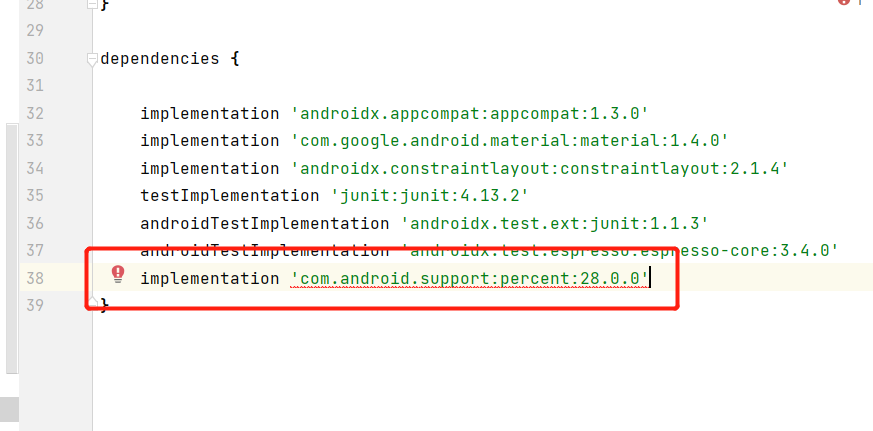 28 }
29
30 dependencies {
31
32 implementation 'androidx.appcompat:appcompat:1.3.0'
33 implementation 'com.google.android.material:material:1.4.0'
34 implementation 'androidx.constraintlayout:constraintlayout:2.1.4'
35 testImplementation 'junit:junit:4.13.2'
36 androidTestImplementation 'androidx.test.ext:junit:1.1.3'
37 androidTestImplementation 'androidx.test.espresso:espresso-core:3.4.0'
38 implementation 'com.android.support:percent:28.0.0'
39 }